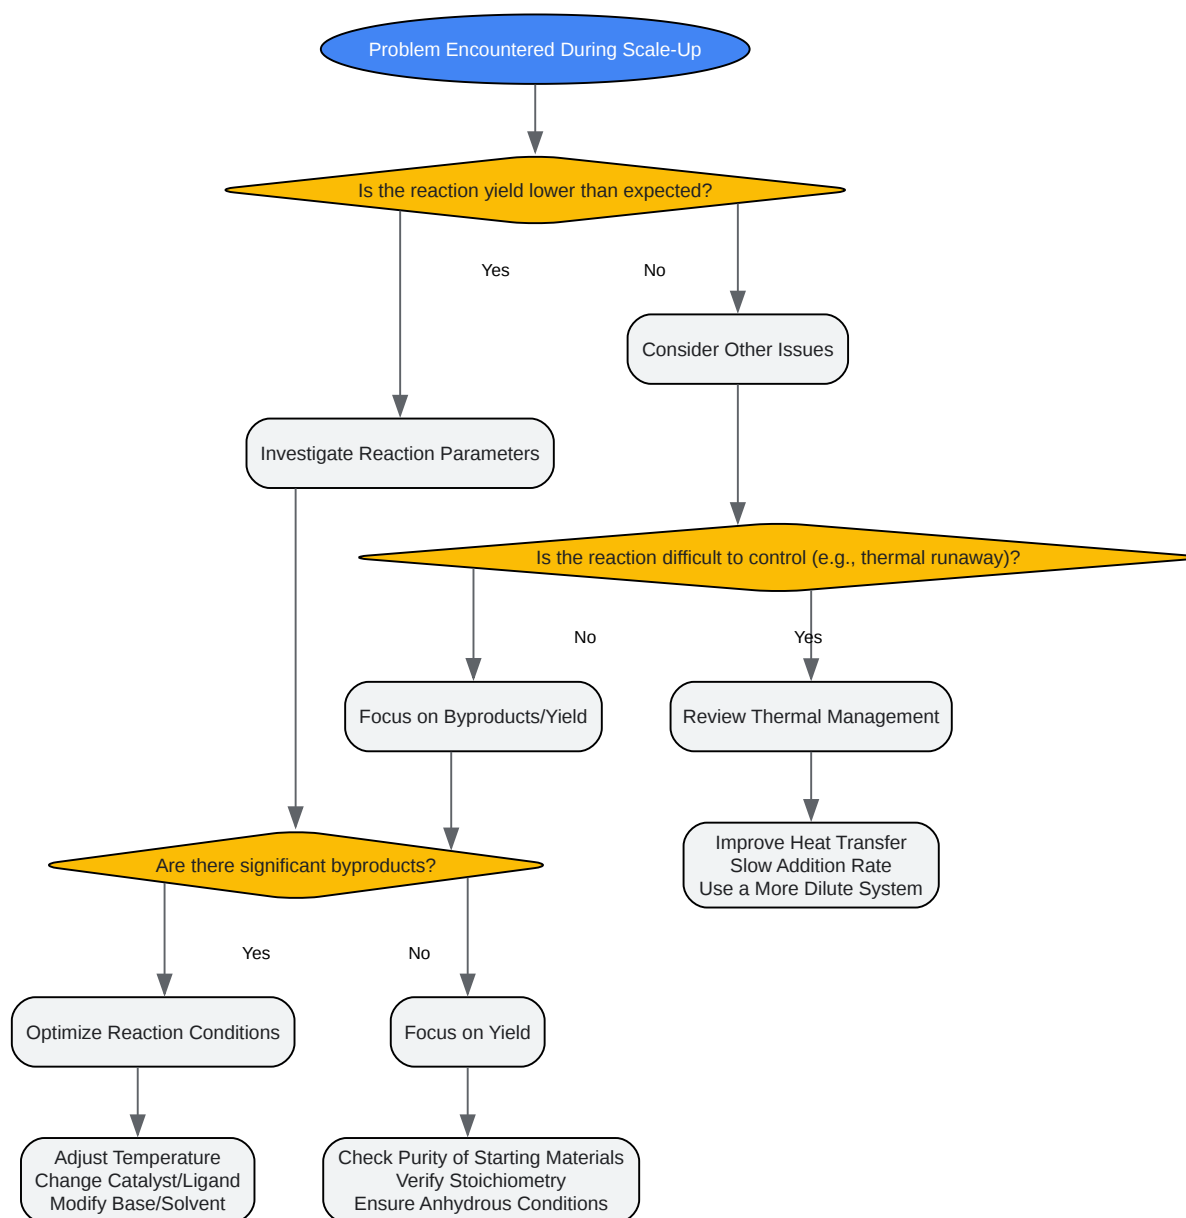 Problem Encountered During Scale-Up
Is the reaction yield lower than expected?
Yes
No
Consider Other Issues
Investigate Reaction Parameters
Is the reaction difficult to control (e.g., thermal runaway)?
No
Yes
Focus on Byproducts/Yield
Review Thermal Management
Improve Heat Transfer
Slow Addition Rate
Use a More Dilute System
Are there significant byproducts?
Yes
No
Optimize Reaction Conditions
Focus on Yield
Adjust Temperature
Change Catalyst/Ligand
Modify Base/Solvent
Check Purity of Starting Materials
Verify Stoichiometry
Ensure Anhydrous Conditions